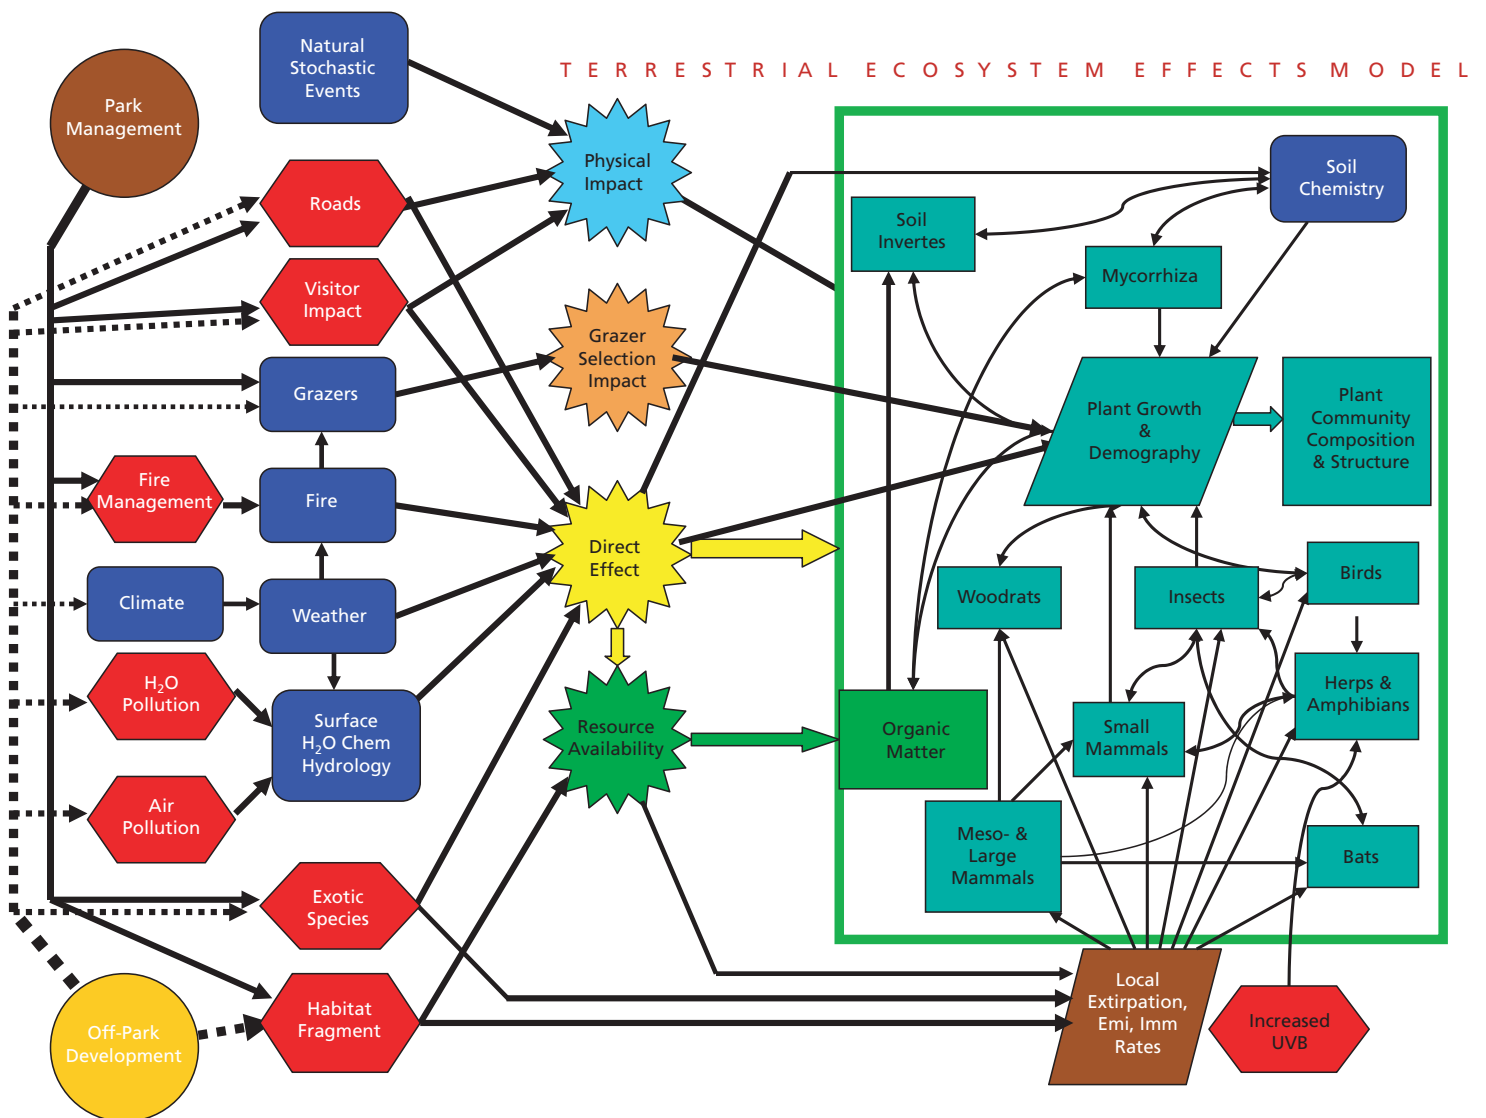 TERRESTRIAL ECOSYSTEM EFFECTS MODEL
Park
Management
Natural
Stochastic
Events
Roads
Visitor
Impact
Grazers
Fire
Management
Fire
Climate
Weather
H2O
Pollution
Surface
H2O Chem
Hydrology
Air
Pollution
Exotic
Species
Habitat
Fragment
Off-Park
Development
Physical
Impact
Grazer
Selection
Impact
Direct
Effect
Resource
Availability
Soil
Chemistry
Soil
Invertes
Mycorrhiza
Plant Growth
&
Demography
Plant
Community
Composition
& Structure
Woodrats
Insects
Birds
Herps &
Amphibians
Small
Mammals
Organic
Matter
Meso- &
Large
Mammals
Bats
Local
Extirpation,
Emi, Imm
Rates
Increased
UVB